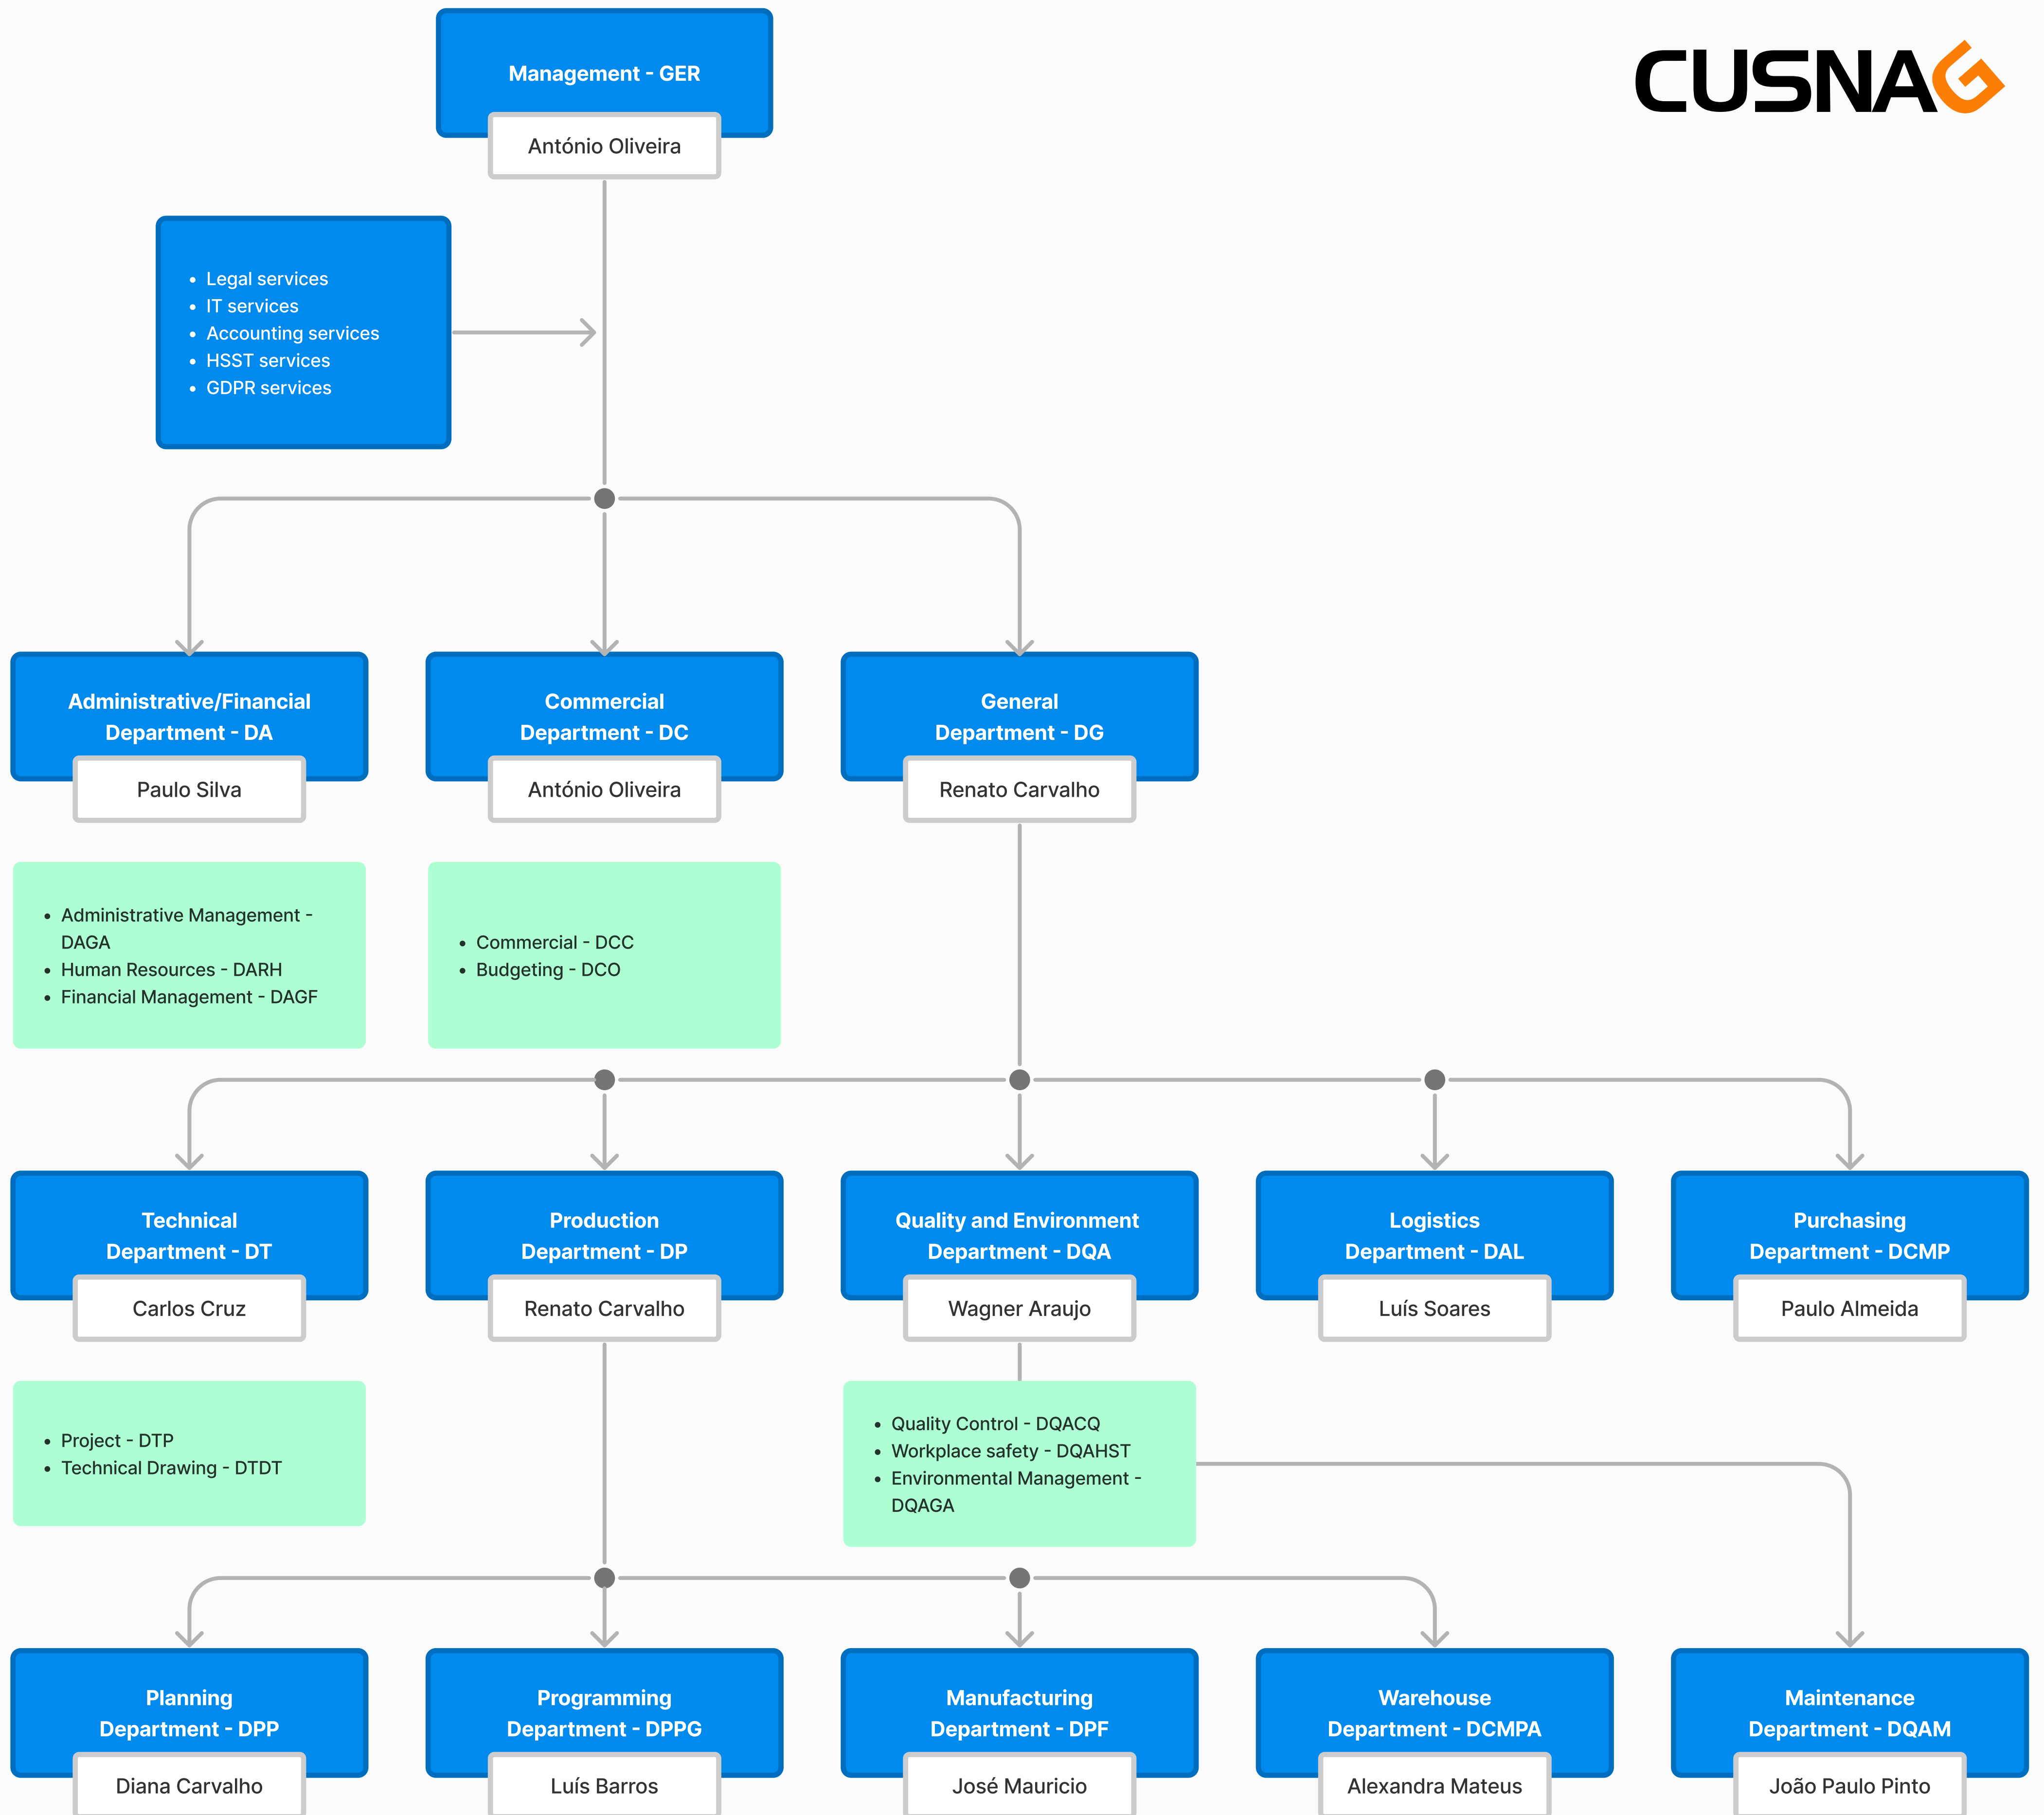 CUSNAG
Management - GER
António Oliveira
• Legal services
• IT services
• Accounting services
• HSST services
• GDPR services
Administrative/Financial
Department - DA
Paulo Silva
Commercial
Department - DC
António Oliveira
General
Department - DG
Renato Carvalho
• Administrative Management -
DAGA
• Human Resources - DARH
• Financial Management - DAGF
• Commercial - DCC
• Budgeting - DCO
Technical
Department - DT
Carlos Cruz
Production
Department - DP
Renato Carvalho
Quality and Environment
Department - DQA
Wagner Araujo
Logistics
Department - DAL
Luís Soares
Purchasing
Department - DCMP
Paulo Almeida
• Project - DTP
• Technical Drawing - DTDT
• Quality Control - DQACQ
• Workplace safety - DQAHST
• Environmental Management -
DQAGA
Planning
Department - DPP
Diana Carvalho
Programming
Department - DPPG
Luís Barros
Manufacturing
Department - DPF
José Mauricio
Warehouse
Department - DCMPA
Alexandra Mateus
Maintenance
Department - DQAM
João Paulo Pinto